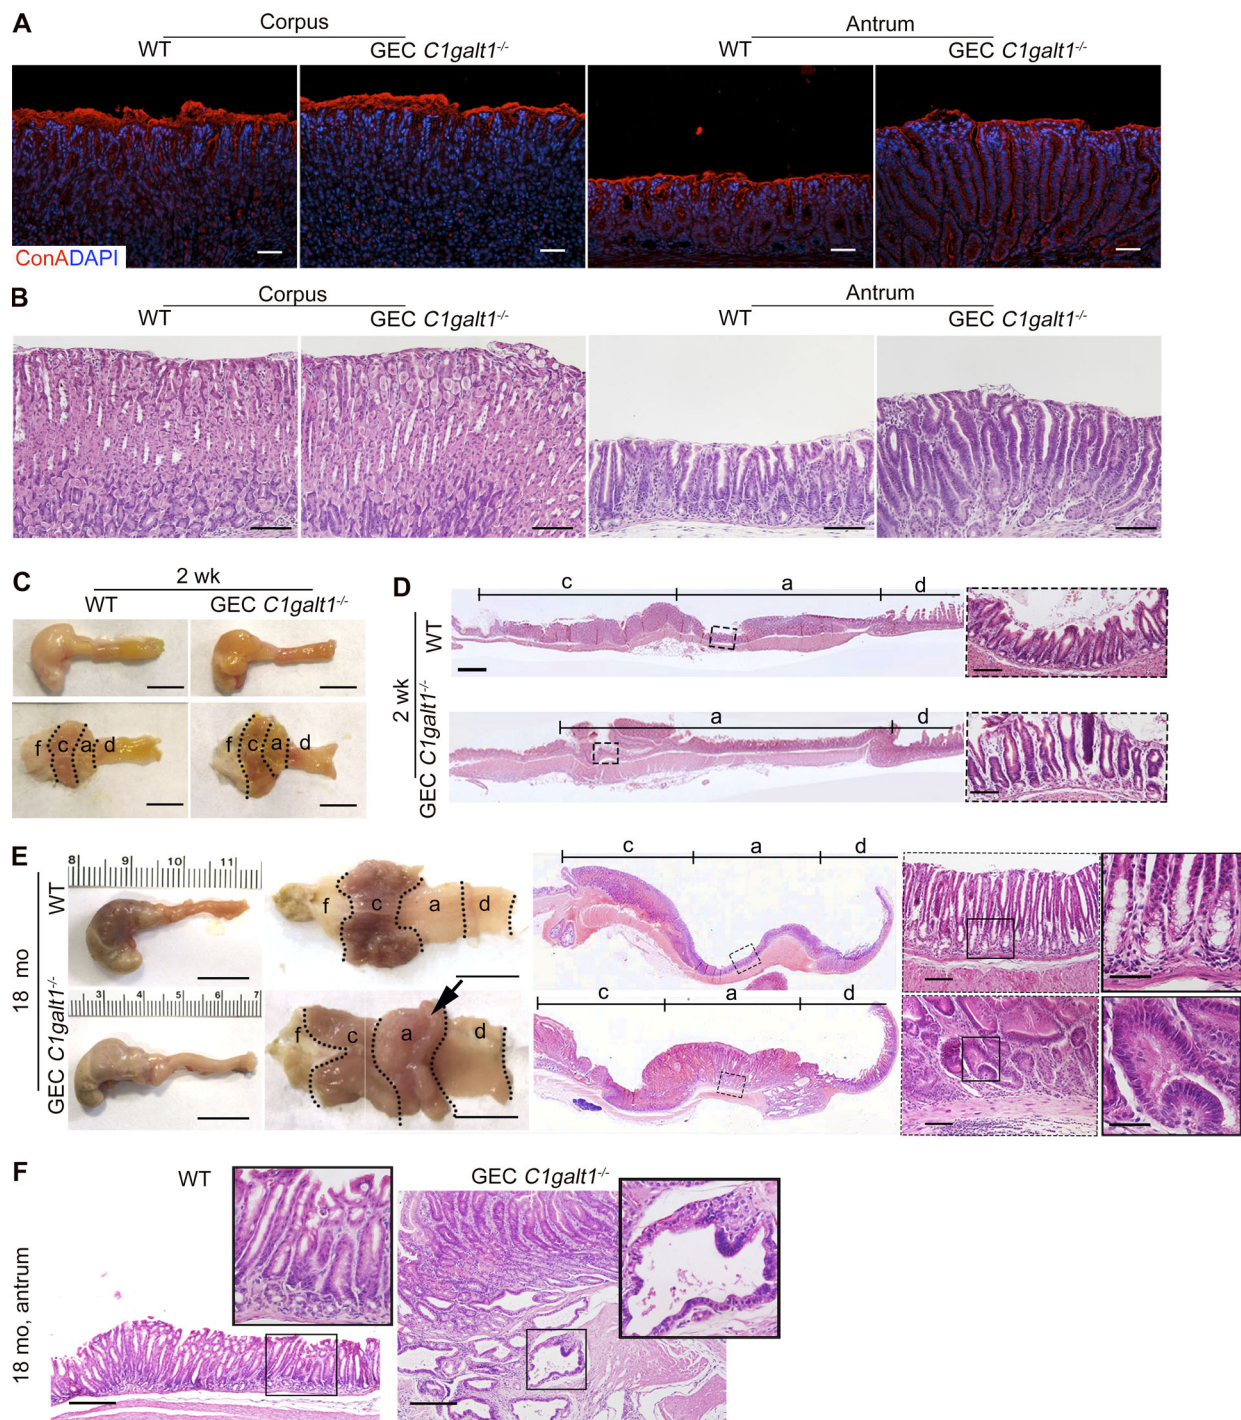 A
Corpus
Antrum
WT
GEC C1galt1-/-
WT
GEC C1galt1-/-
ConADAPI
B
Corpus
Antrum
WT
GEC C1galt1-/-
WT
GEC C1galt1-/-
C
2 wk
WT
GEC C1galt1-/-
f c a d
f c a d
D
2 wk
WT
c a d
GEC C1galt1-/-
a d
E
18 mo
WT
8 9 10 11
f c a d
c a d
GEC C1galt1-/-
3 4 5 6 7
f c a d
c a d
F
18 mo, antrum
WT
GEC C1galt1-/-